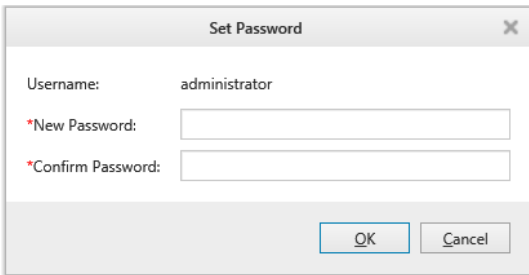 Set Password
Username: administrator
*New Password:
*Confirm Password:
OK Cancel